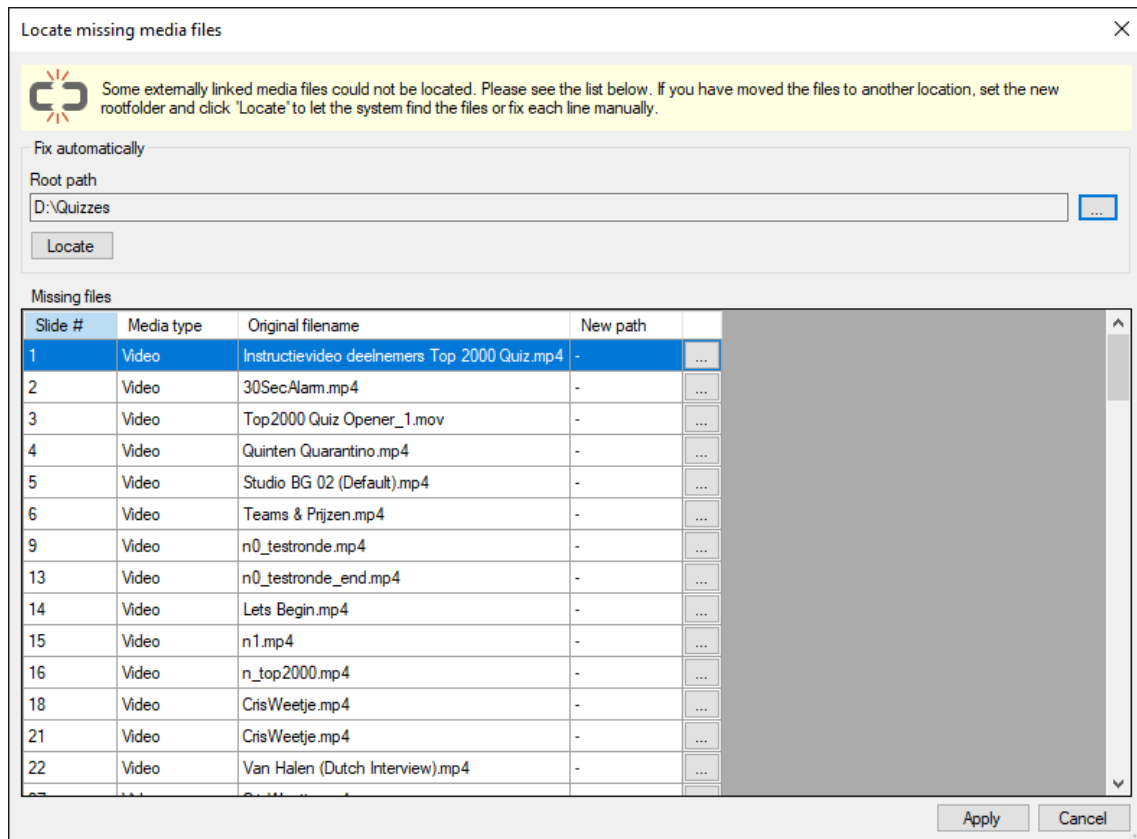 Locate missing media files
Some externally linked media files could not be located. Please see the list below. If you have moved the files to another location, set the new
rootfolder and click 'Locate' to let the system find the files or fix each line manually.
Fix automatically
Root path
D:\Quizzes
...
Locate
Missing files
Slide # Media type Original filename New path
1 Video Instructievideo deelnemers Top 2000 Quiz.mp4 - ...
2 Video 30SecAlarm.mp4 - ...
3 Video Top2000 Quiz Opener_1.mov - ...
4 Video Quinten Quarantino.mp4 - ...
5 Video Studio BG 02 (Default).mp4 - ...
6 Video Teams & Prijzen.mp4 - ...
9 Video n0_testronde.mp4 - ...
13 Video n0_testronde_end.mp4 - ...
14 Video Lets Begin.mp4 - ...
15 Video n1.mp4 - ...
16 Video n_top2000.mp4 - ...
18 Video CrisWeetje.mp4 - ...
21 Video CrisWeetje.mp4 - ...
22 Video Van Halen (Dutch Interview).mp4 - ...
Apply Cancel